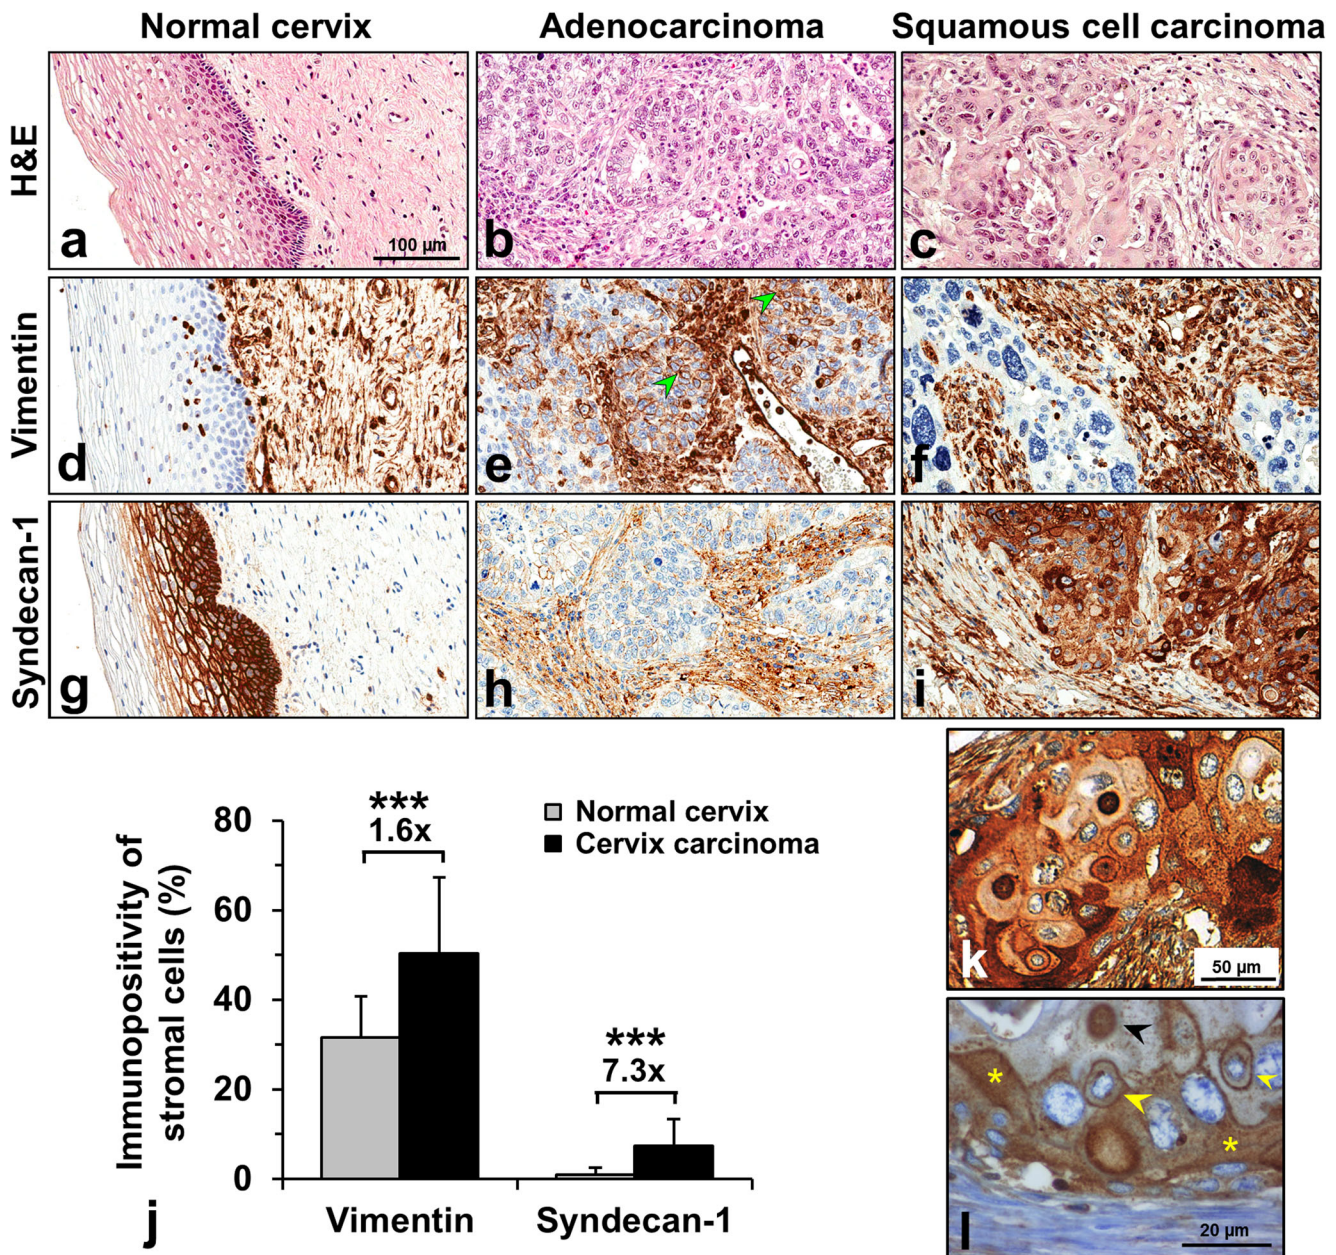 Normal cervix
Adenocarcinoma
Squamous cell carcinoma
H&E
a
100 µm
b
c
Vimentin
d
e
f
Syndecan-1
g
h
i
Immunopositivity of
stromal cells (%)
80
60
40
20
0
***
1.6x
***
7.3x
Normal cervix
Cervix carcinoma
Vimentin
Syndecan-1
j
k
50 µm
*
*
l
20 µm